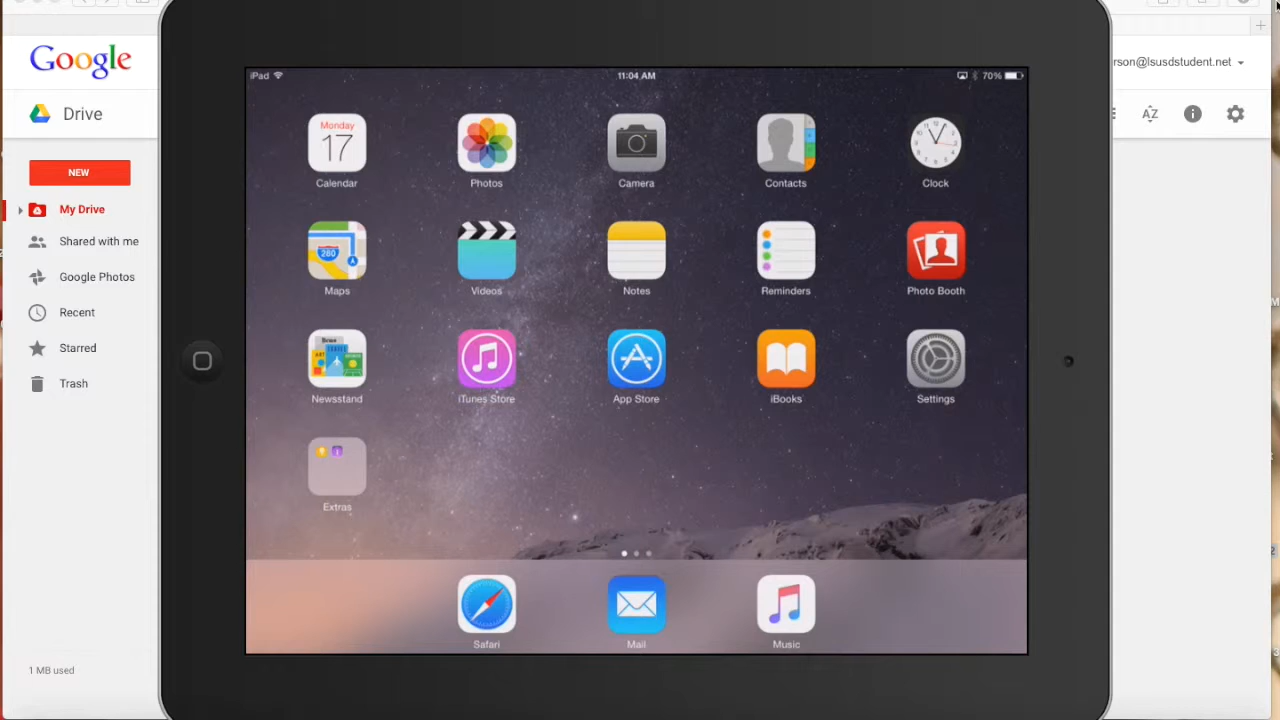 Google
Drive
NEW
My Drive
Shared with me
Google Photos
Recent
Starred
Trash
1 MB used
rson@lsusdstudent.net
AZ
iPad
11:04 AM
70%
Monday
17
Calendar
Photos
Camera
Contacts
Clock
280
Maps
Videos
Notes
Reminders
Photo Booth
Newsstand
iTunes Store
App Store
iBooks
Settings
Extras
Safari
Mail
Music